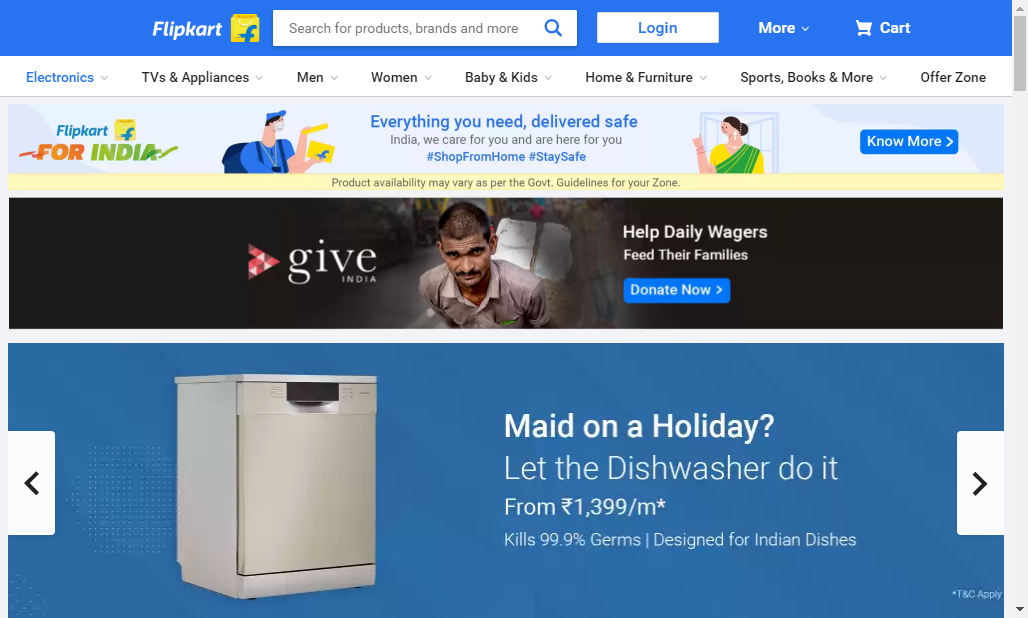 Flipkart
Search for products, brands and more
Login
More
Cart
Electronics
TVs & Appliances
Men
Women
Baby & Kids
Home & Furniture
Sports, Books & More
Offer Zone
Flipkart
FOR INDIA
Everything you need, delivered safe
India, we care for you and are here for you
#ShopFromHome #StaySafe
Know More
Product availability may vary as per the Govt. Guidelines for your Zone.
give
INDIA
Help Daily Wagers
Feed Their Families
Donate Now >
Maid on a Holiday?
Let the Dishwasher do it
From ₹1,399/m*
Kills 99.9% Germs | Designed for Indian Dishes
*T&C Apply